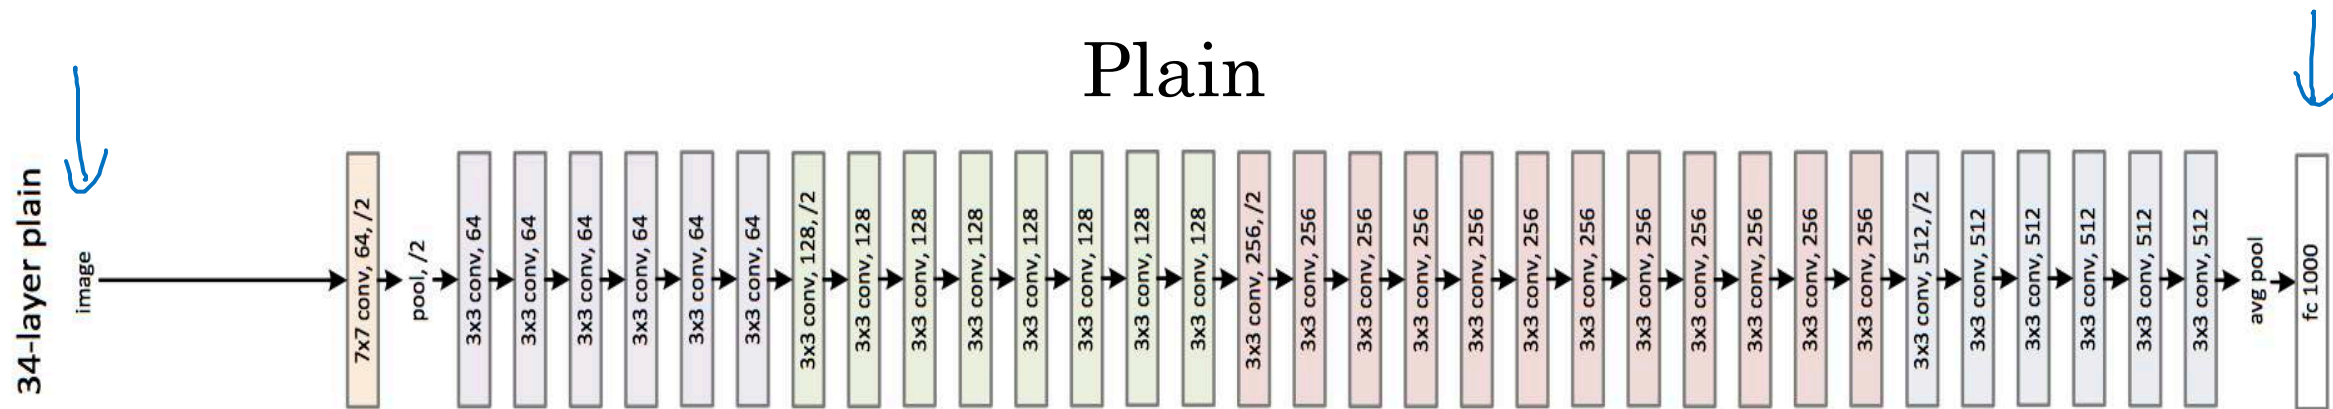 Plain
34-layer plain
image
7x7 conv, 64, /2
pool, /2
3x3 conv, 64
3x3 conv, 64
3x3 conv, 64
3x3 conv, 64
3x3 conv, 64
3x3 conv, 64
3x3 conv, 128, /2
3x3 conv, 128
3x3 conv, 128
3x3 conv, 128
3x3 conv, 128
3x3 conv, 128
3x3 conv, 128
3x3 conv, 128
3x3 conv, 256, /2
3x3 conv, 256
3x3 conv, 256
3x3 conv, 256
3x3 conv, 256
3x3 conv, 256
3x3 conv, 256
3x3 conv, 256
3x3 conv, 256
3x3 conv, 256
3x3 conv, 256
3x3 conv, 256
3x3 conv, 512, /2
3x3 conv, 512
3x3 conv, 512
3x3 conv, 512
3x3 conv, 512
3x3 conv, 512
avg pool
fc 1000